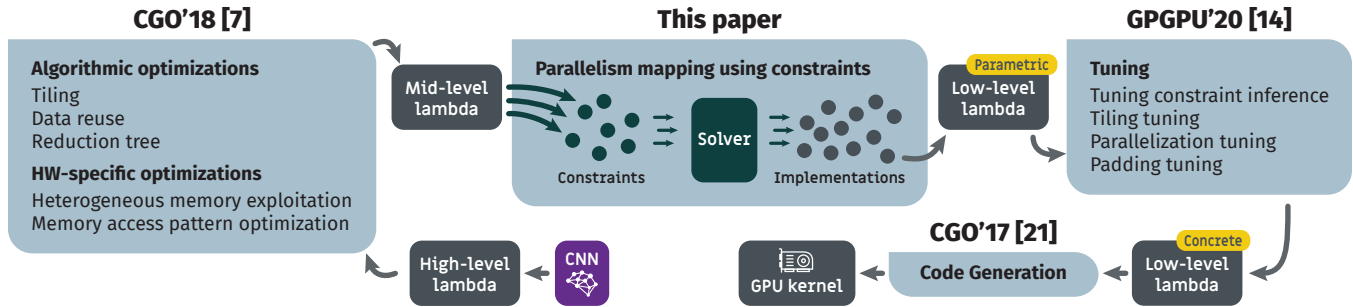 CGO'18 [7]
Algorithmic optimizations
Tiling
Data reuse
Reduction tree
HW-specific optimizations
Heterogeneous memory exploitation
Memory access pattern optimization
Mid-level
lambda
This paper
Parallelism mapping using constraints
Solver
Constraints
Implementations
Parametric
Low-level
lambda
GPGPU'20 [14]
Tuning
Tuning constraint inference
Tiling tuning
Parallelization tuning
Padding tuning
High-level
lambda
CNN
GPU kernel
CGO'17 [21]
Code Generation
Concrete
Low-level
lambda